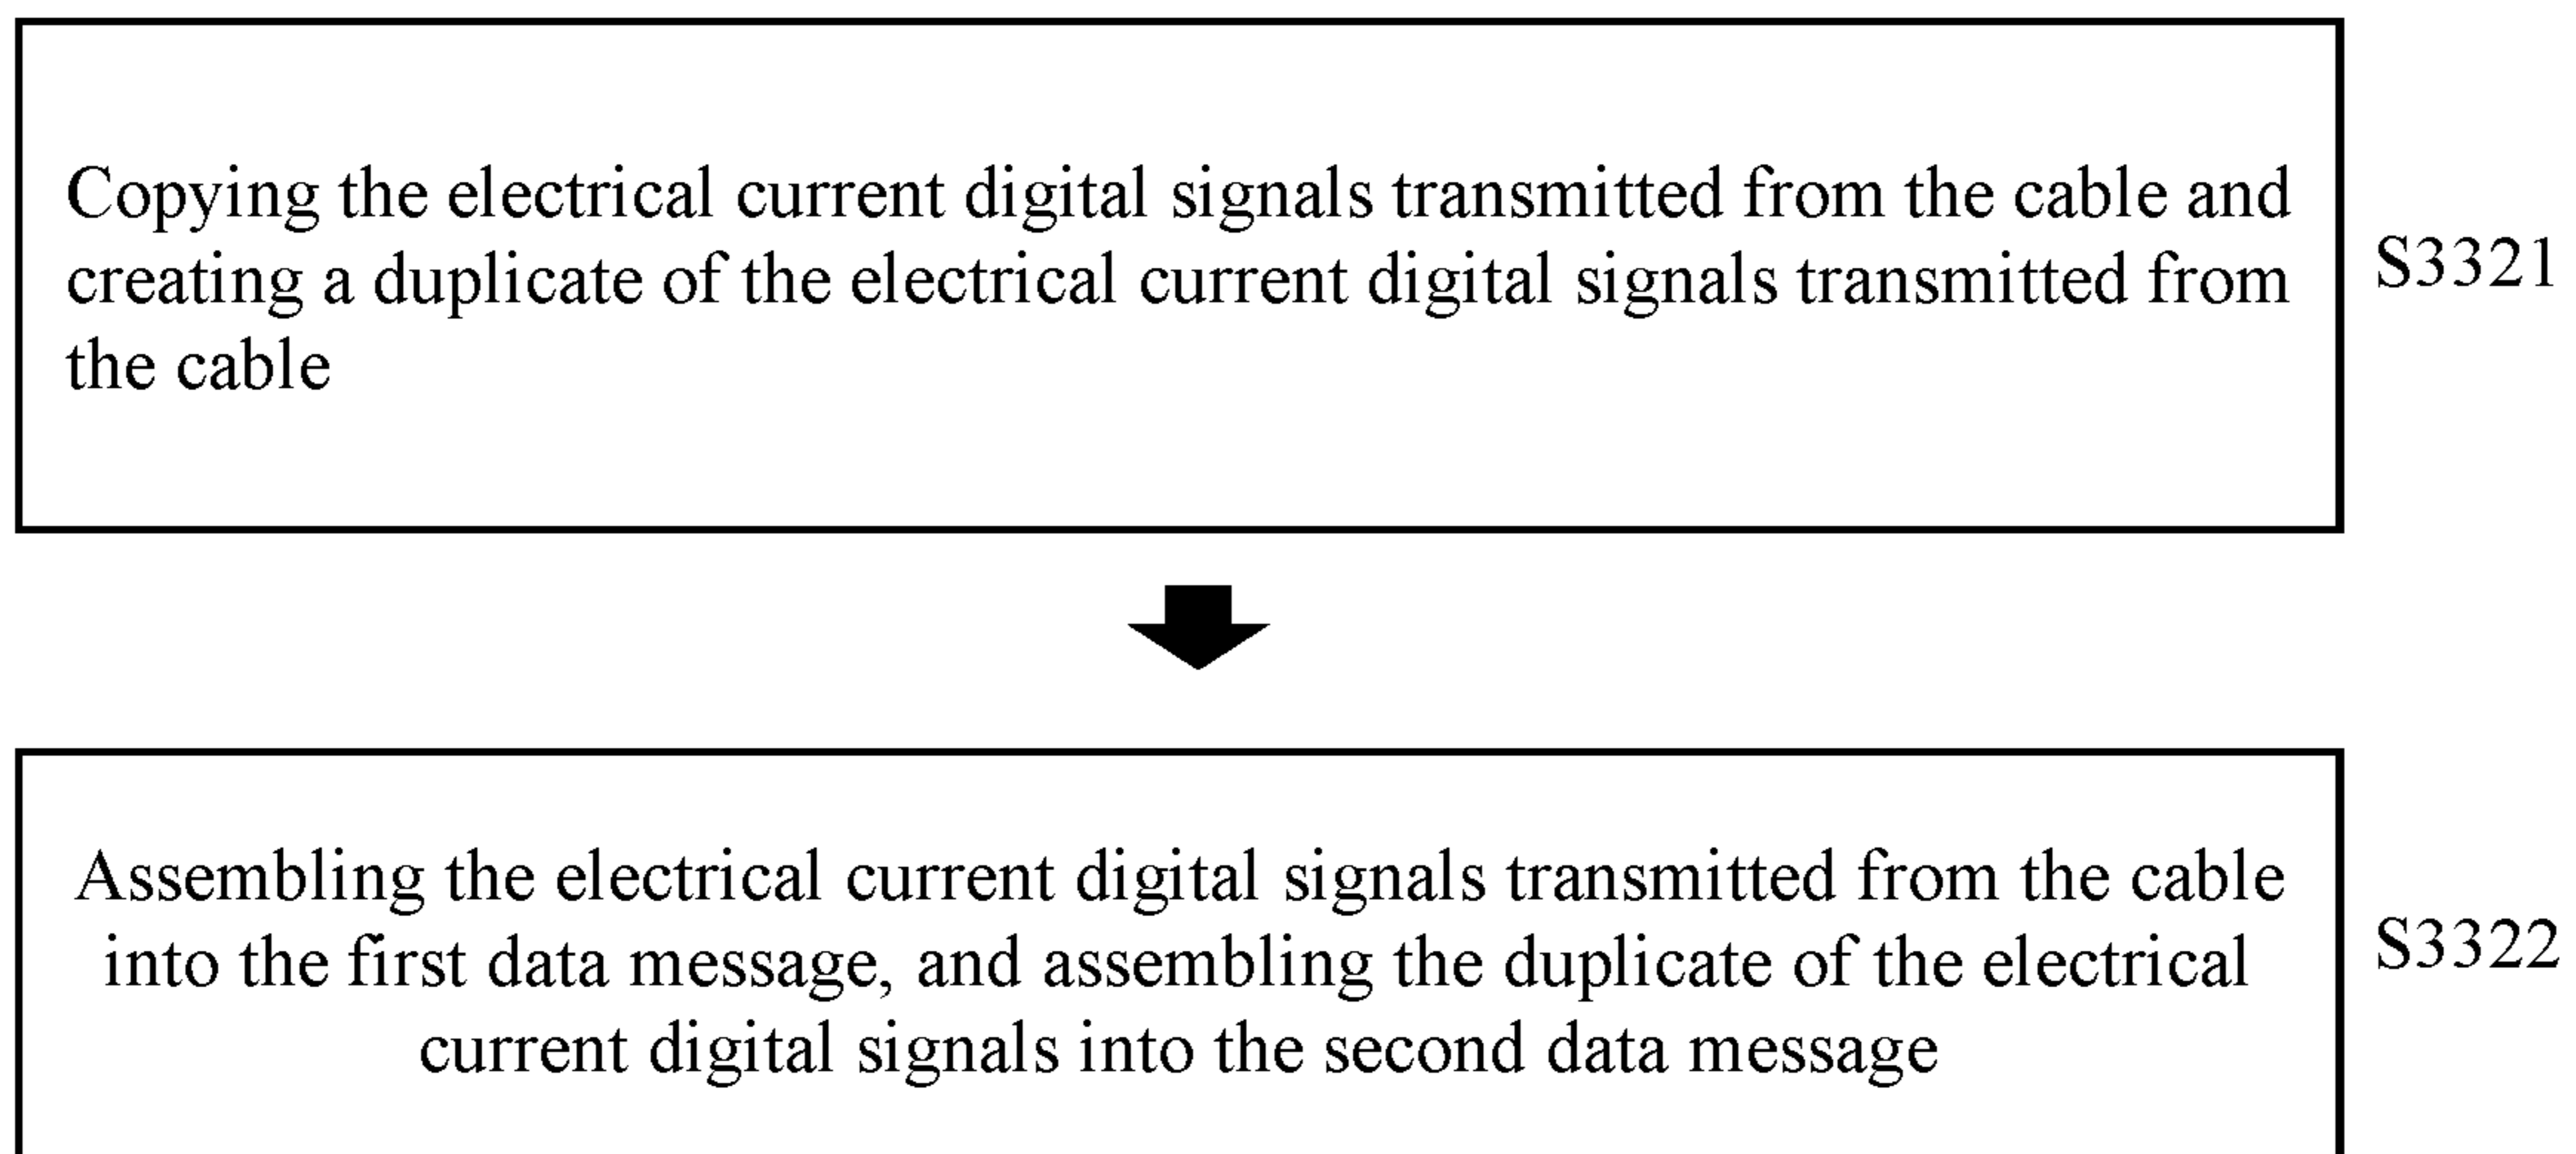 Copying the electrical current digital signals transmitted from the cable and
creating a duplicate of the electrical current digital signals transmitted from
the cable
S3321
Assembling the electrical current digital signals transmitted from the cable
into the first data message, and assembling the duplicate of the electrical
current digital signals into the second data message
S3322